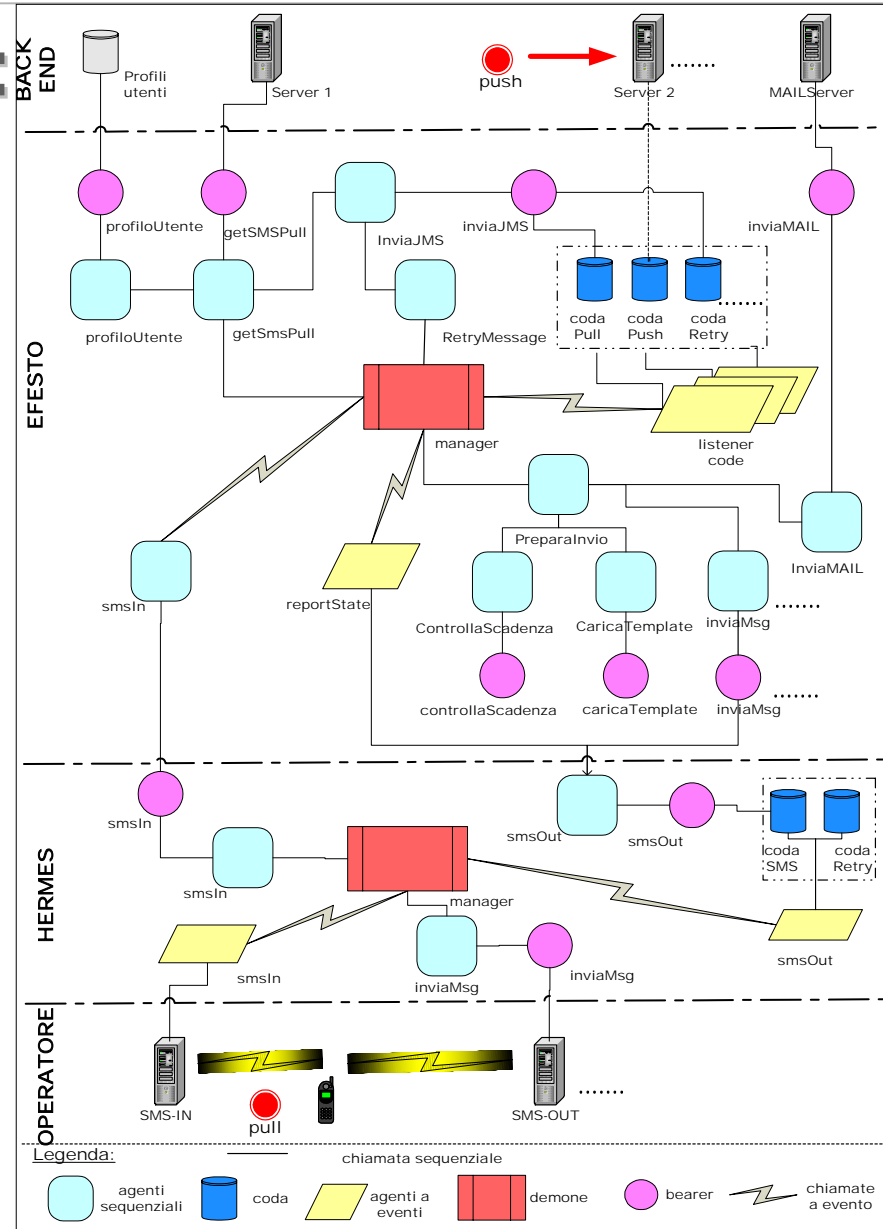 BACK
END
Profili
utenti
Server 1
push
Server 2
.......
MAILServer
EFESTO
profiloUtente
getSMSPull
InviaJMS
inviaJMS
inviaMAIL
profiloUtente
getSmsPull
RetryMessage
coda
Pull
coda
Push
coda
Retry
.......
manager
listener
code
PreparaInvio
InviaMAIL
smsIn
reportState
ControllaScadenza
CaricaTemplate
inviaMsg
.......
controllaScadenza
caricaTemplate
inviaMsg
.......
HERMES
smsIn
smsOut
smsOut
coda
SMS
coda
Retry
smsIn
manager
smsIn
inviaMsg
inviaMsg
smsOut
OPERATORE
SMS-IN
pull
SMS-OUT
.......
Legenda:
chiamata sequenziale
agenti
sequenziali
coda
agenti a
eventi
demone
bearer
chiamate
a evento